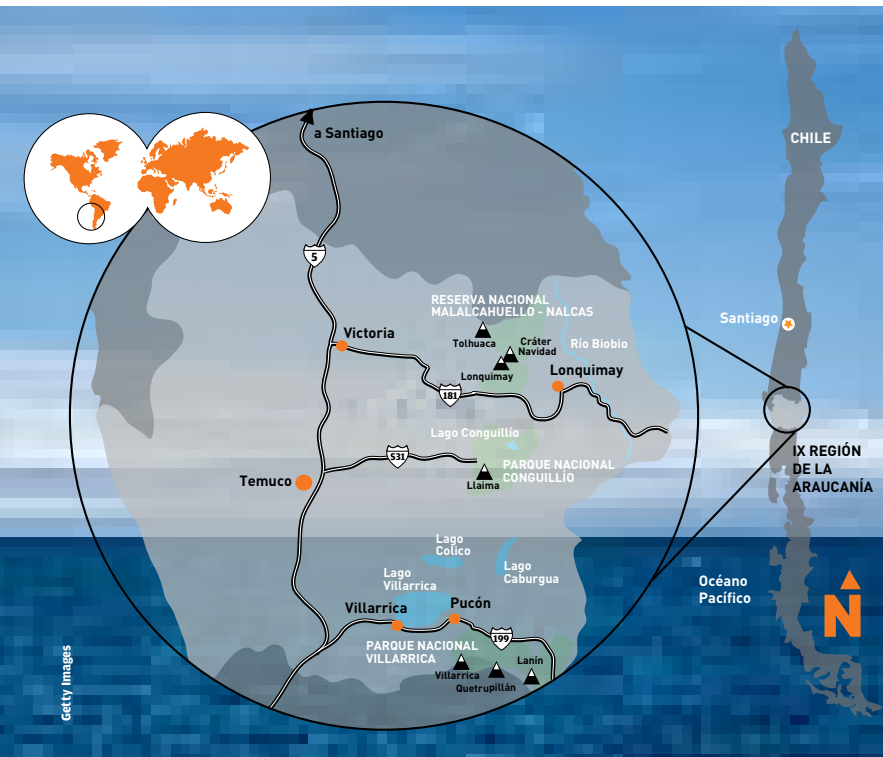 a Santiago
CHILE
5
RESERVA NACIONAL
MALALCAHUELLO - NALCAS
Santiago
Victoria
Tolhuaca
Cráter
Navidad
Río Biobio
Lonquimay
Lonquimay
181
Lago Conguillío
531
PARQUE NACIONAL
CONGUILLÍO
IX REGIÓN
DE LA
ARAUCANÍA
Temuco
Llaima
Lago
Colico
Lago
Caburgua
Lago
Villarrica
Océano
Pacífico
N
Villarrica
Pucón
199
PARQUE NACIONAL
VILLARRICA
Villarrica
Quetrupillán
Lanín
Getty Images